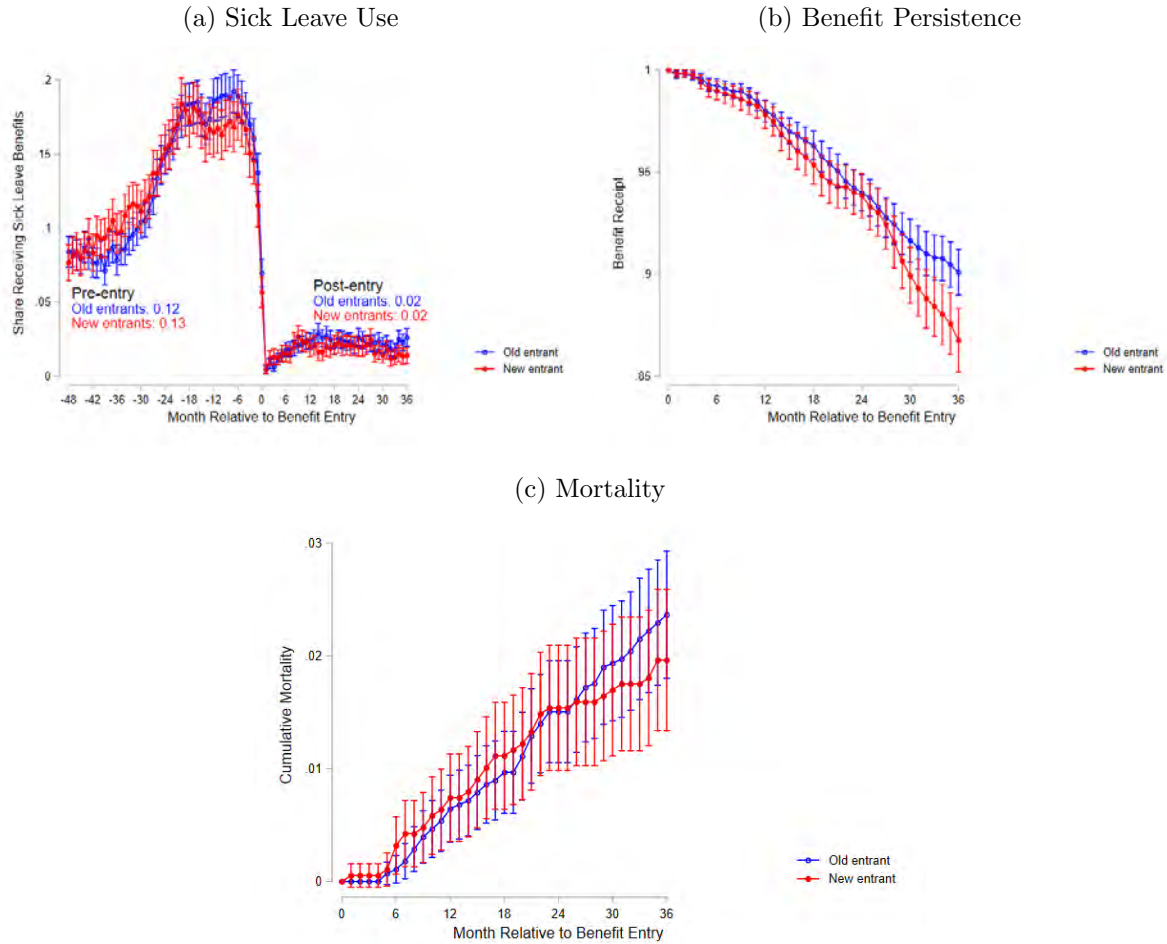 (a) Sick Leave Use
Share Receiving Sick Leave Benefits
.2
.15
.1
.05
0
Pre-entry
Old entrants: 0.12
New entrants: 0.13
Post-entry
Old entrants: 0.02
New entrants: 0.02
-48 -42 -36 -30 -24 -18 -12 -6 0 6 12 18 24 30 36
Month Relative to Benefit Entry
Old entrant
New entrant
(b) Benefit Persistence
Benefit Receipt
1
.95
.9
.85
0 6 12 18 24 30 36
Month Relative to Benefit Entry
Old entrant
New entrant
(c) Mortality
Cumulative Mortality
.03
.02
.01
0
0 6 12 18 24 30 36
Month Relative to Benefit Entry
Old entrant
New entrant